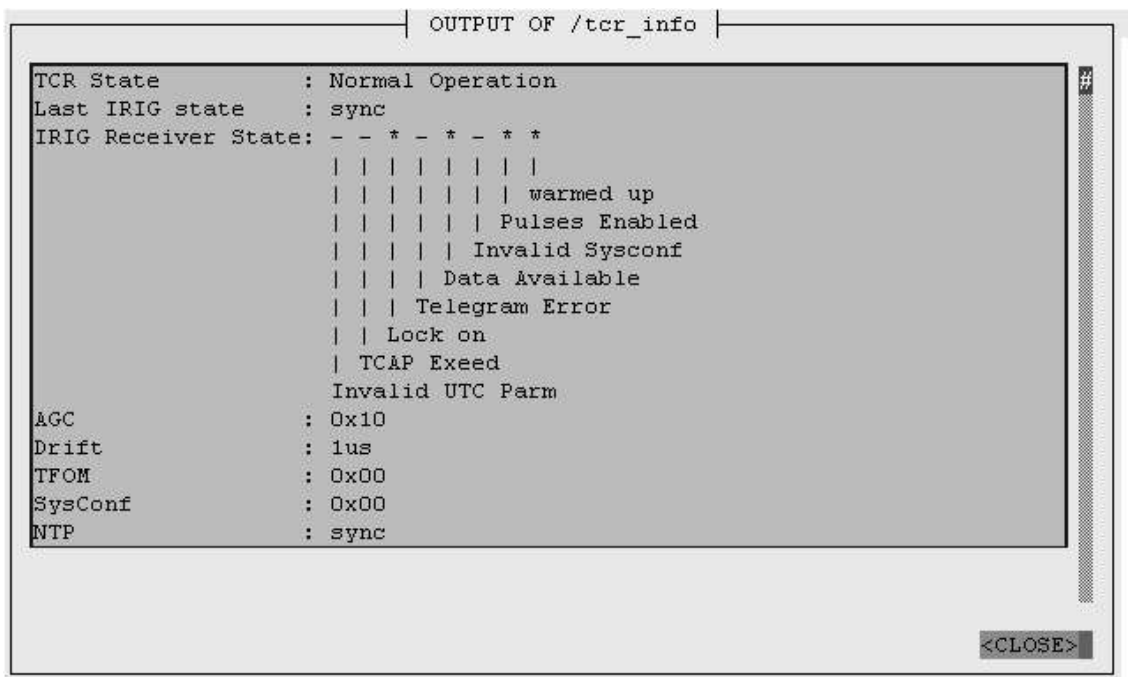 OUTPUT OF /tcr_info
TCR State : Normal Operation #
Last IRIG state : sync
IRIG Receiver State: - - * - * - * *
| | | | | | | |
| | | | | | | warmed up
| | | | | | Pulses Enabled
| | | | | Invalid Sysconf
| | | | Data Available
| | | Telegram Error
| | Lock on
| TCAP Exeed
Invalid UTC Parm
AGC : 0x10
Drift : 1us
TFOM : 0x00
SysConf : 0x00
NTP : sync
<CLOSE>